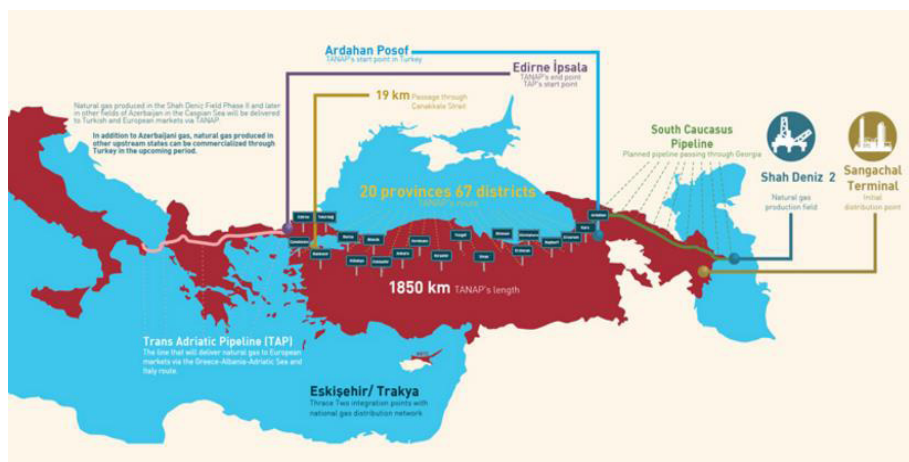 Ardahan Posof
TANAP's start point in Turkey
Edirne İpsala
TANAP's end point
TAP's start point
19 km Passage through
Canakkale Strait
Natural gas produced in the Shah Deniz Field Phase II and later
in other fields of Azerbaijan in the Caspian Sea will be delivered
to Turkish and European markets via TANAP.
In addition to Azerbaijani gas, natural gas produced in
other upstream states can be commercialized through
Turkey in the upcoming period.
South Caucasus
Pipeline
Planned pipeline passing through Georgia
Shah Deniz 2
Natural gas
production field
Sangachal
Terminal
Initial
distribution point
20 provinces 67 districts
TANAP's route
1850 km TANAP's length
Trans Adriatic Pipeline (TAP)
The line that will deliver natural gas to European
markets via the Greece-Albania-Adriatic Sea and
Italy route.
Eskişehir/ Trakya
Thrace Two integration points with
national gas distribution network